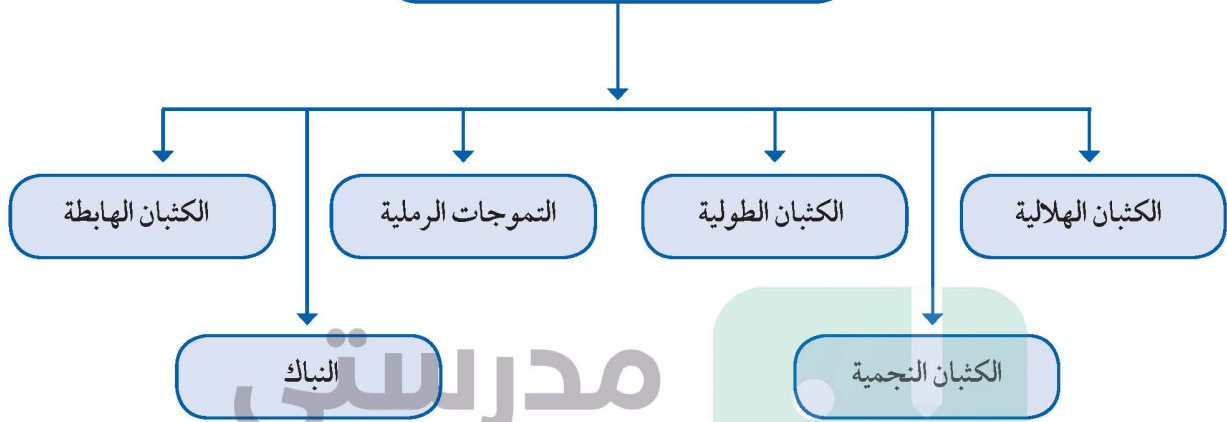 الكثبان الهلالية
الكثبان الطولية
التموجات الرملية
الكثبان الهابطة
الكثبان النجمية
النباك
مدرستي